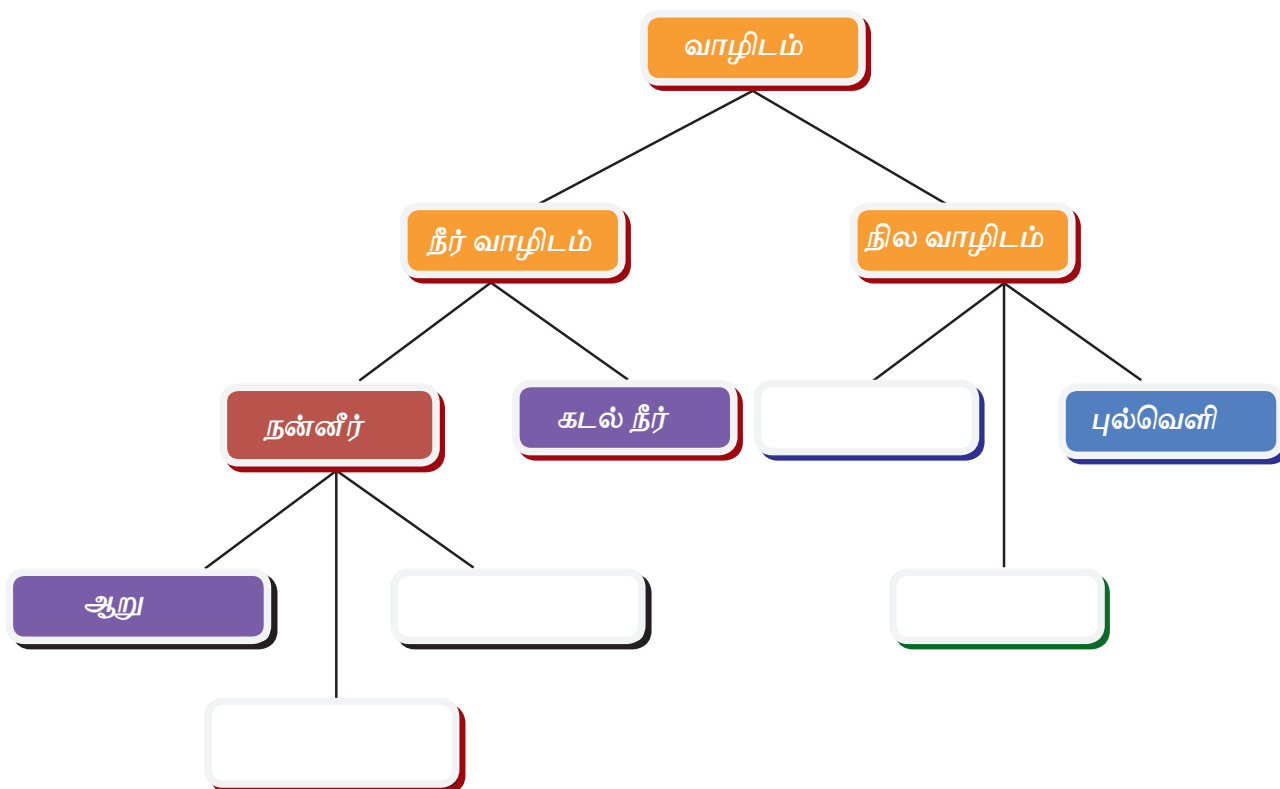 வாழிடம்
நீர் வாழிடம்
நில வாழிடம்
நன்னீர்
கடல் நீர்
புல்வெளி
ஆறு